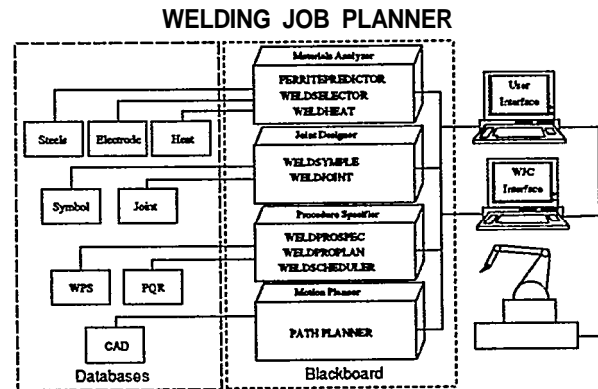 WELDING JOB PLANNER
Materials Analyzer
FERRITEPREDICTOR
WELDSELECTOR
WELDHEAT
User
Interface
Steels
Electrode
Heat
Joint Designer
WELDSYMPLE
WELDJOINT
WJC
Interface
Symbol
Joint
Procedure Specifier
WELDPROSPEC
WELDPROPLAN
WELDSCHEDULER
WPS
PQR
Motion Planner
PATH PLANNER
CAD
Databases
Blackboard